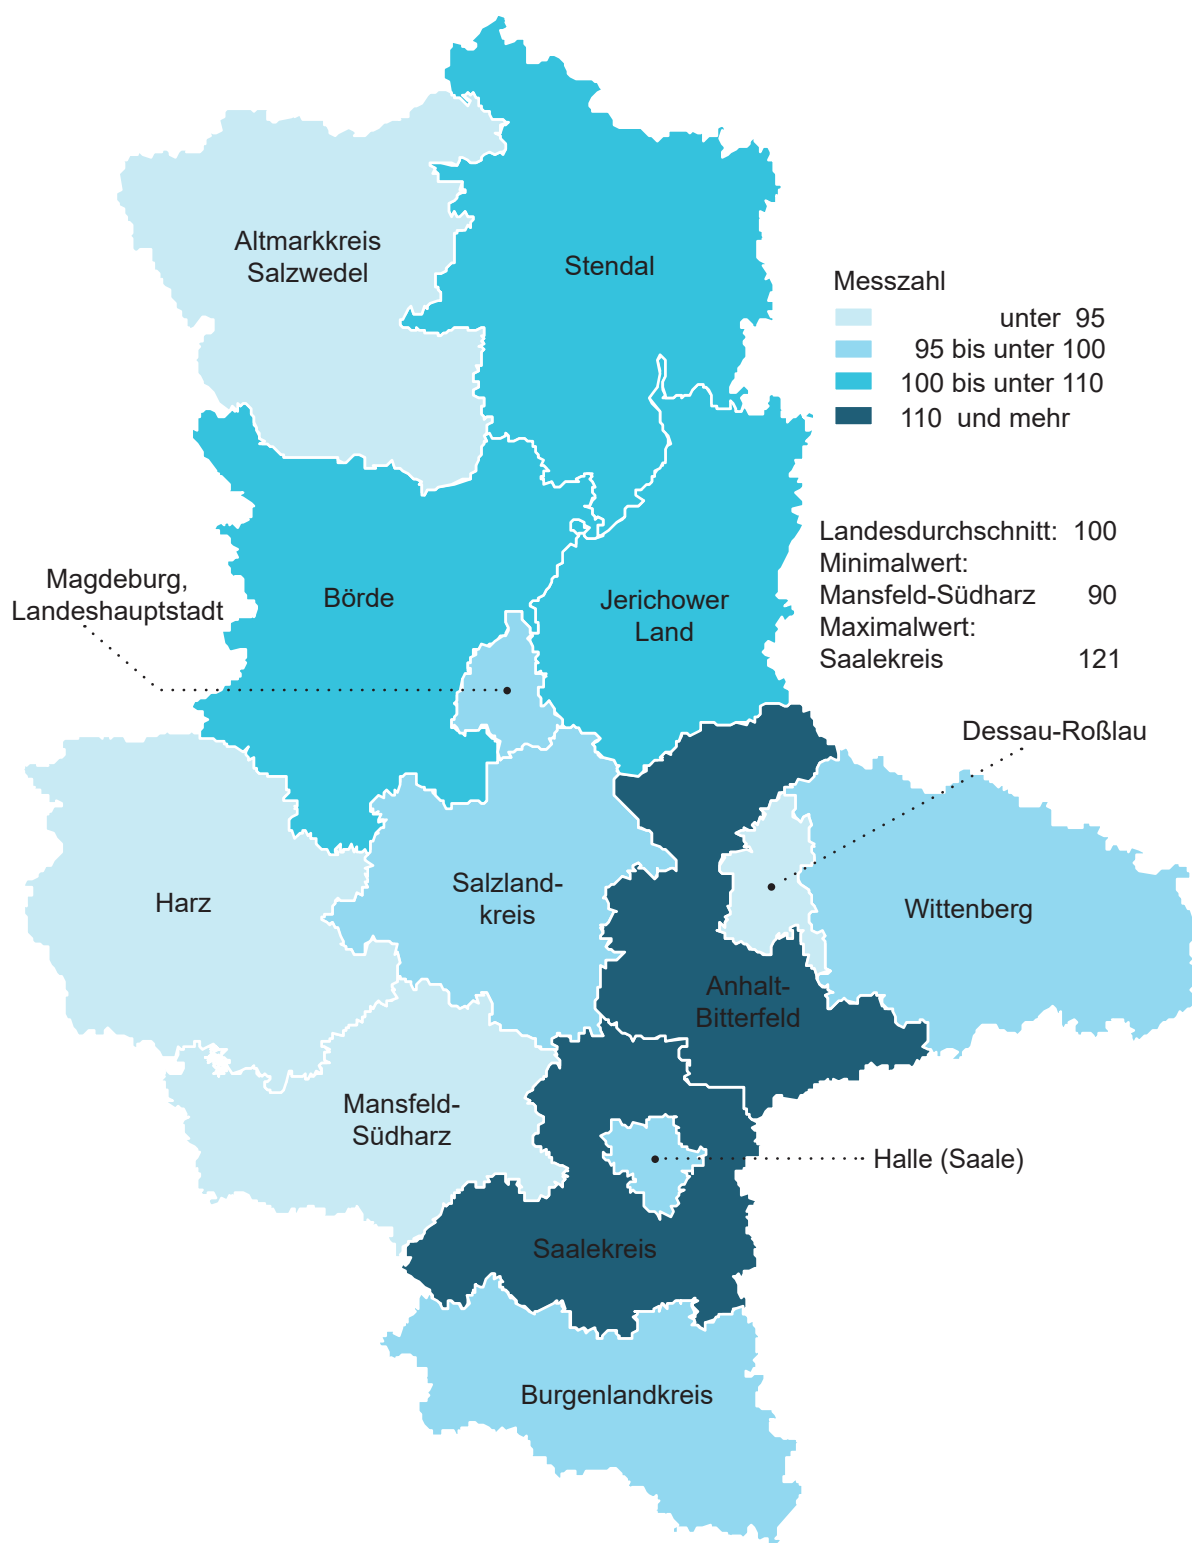 Altmarkkreis
Salzwedel
Stendal
Messzahl
unter 95
95 bis unter 100
100 bis unter 110
110 und mehr
Landesdurchschnitt: 100
Minimalwert:
Mansfeld-Südharz 90
Maximalwert:
Saalekreis 121
Magdeburg,
Landeshauptstadt
Börde
Jerichower
Land
Dessau-Roßlau
Harz
Salzland-
kreis
Wittenberg
Anhalt-
Bitterfeld
Mansfeld-
Südharz
Halle (Saale)
Saalekreis
Burgenlandkreis